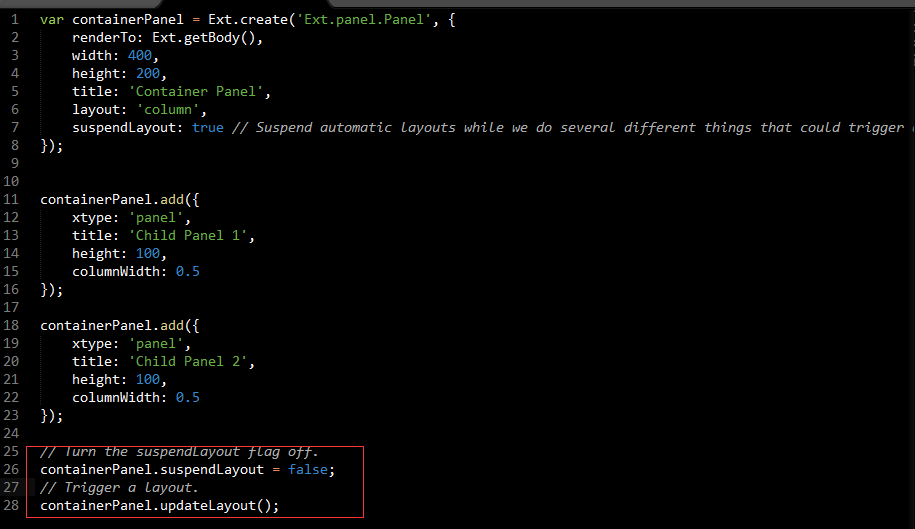 1 var containerPanel = Ext.create('Ext.panel.Panel', {
2 renderTo: Ext.getBody(),
3 width: 400,
4 height: 200,
5 title: 'Container Panel',
6 layout: 'column',
7 suspendLayout: true // Suspend automatic layouts while we do several different things that could trigger
8 });
9
10
11 containerPanel.add({
12 xtype: 'panel',
13 title: 'Child Panel 1',
14 height: 100,
15 columnWidth: 0.5
16 });
17
18 containerPanel.add({
19 xtype: 'panel',
20 title: 'Child Panel 2',
21 height: 100,
22 columnWidth: 0.5
23 });
24
25 // Turn the suspendLayout flag off.
26 containerPanel.suspendLayout = false;
27 // Trigger a layout.
28 containerPanel.updateLayout();